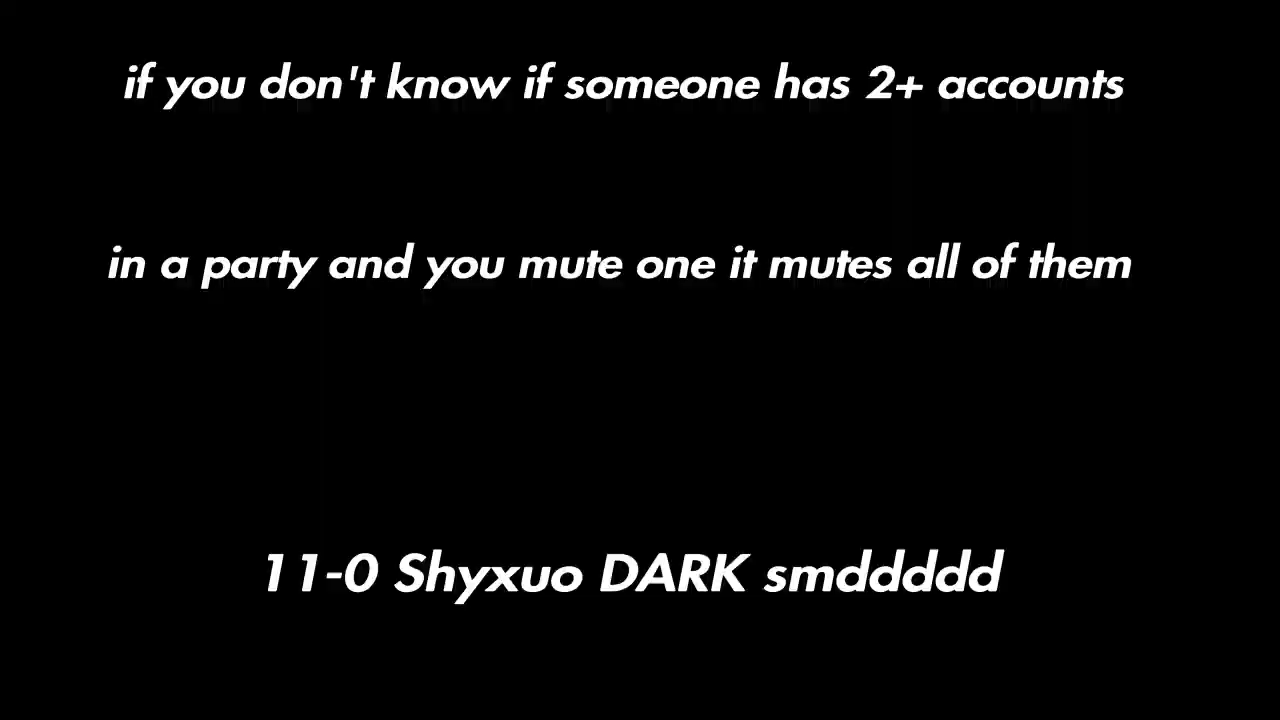 if you don't know if someone has 2+ accounts
in a party and you mute one it mutes all of them
11-0 Shyxuo DARK smddddd